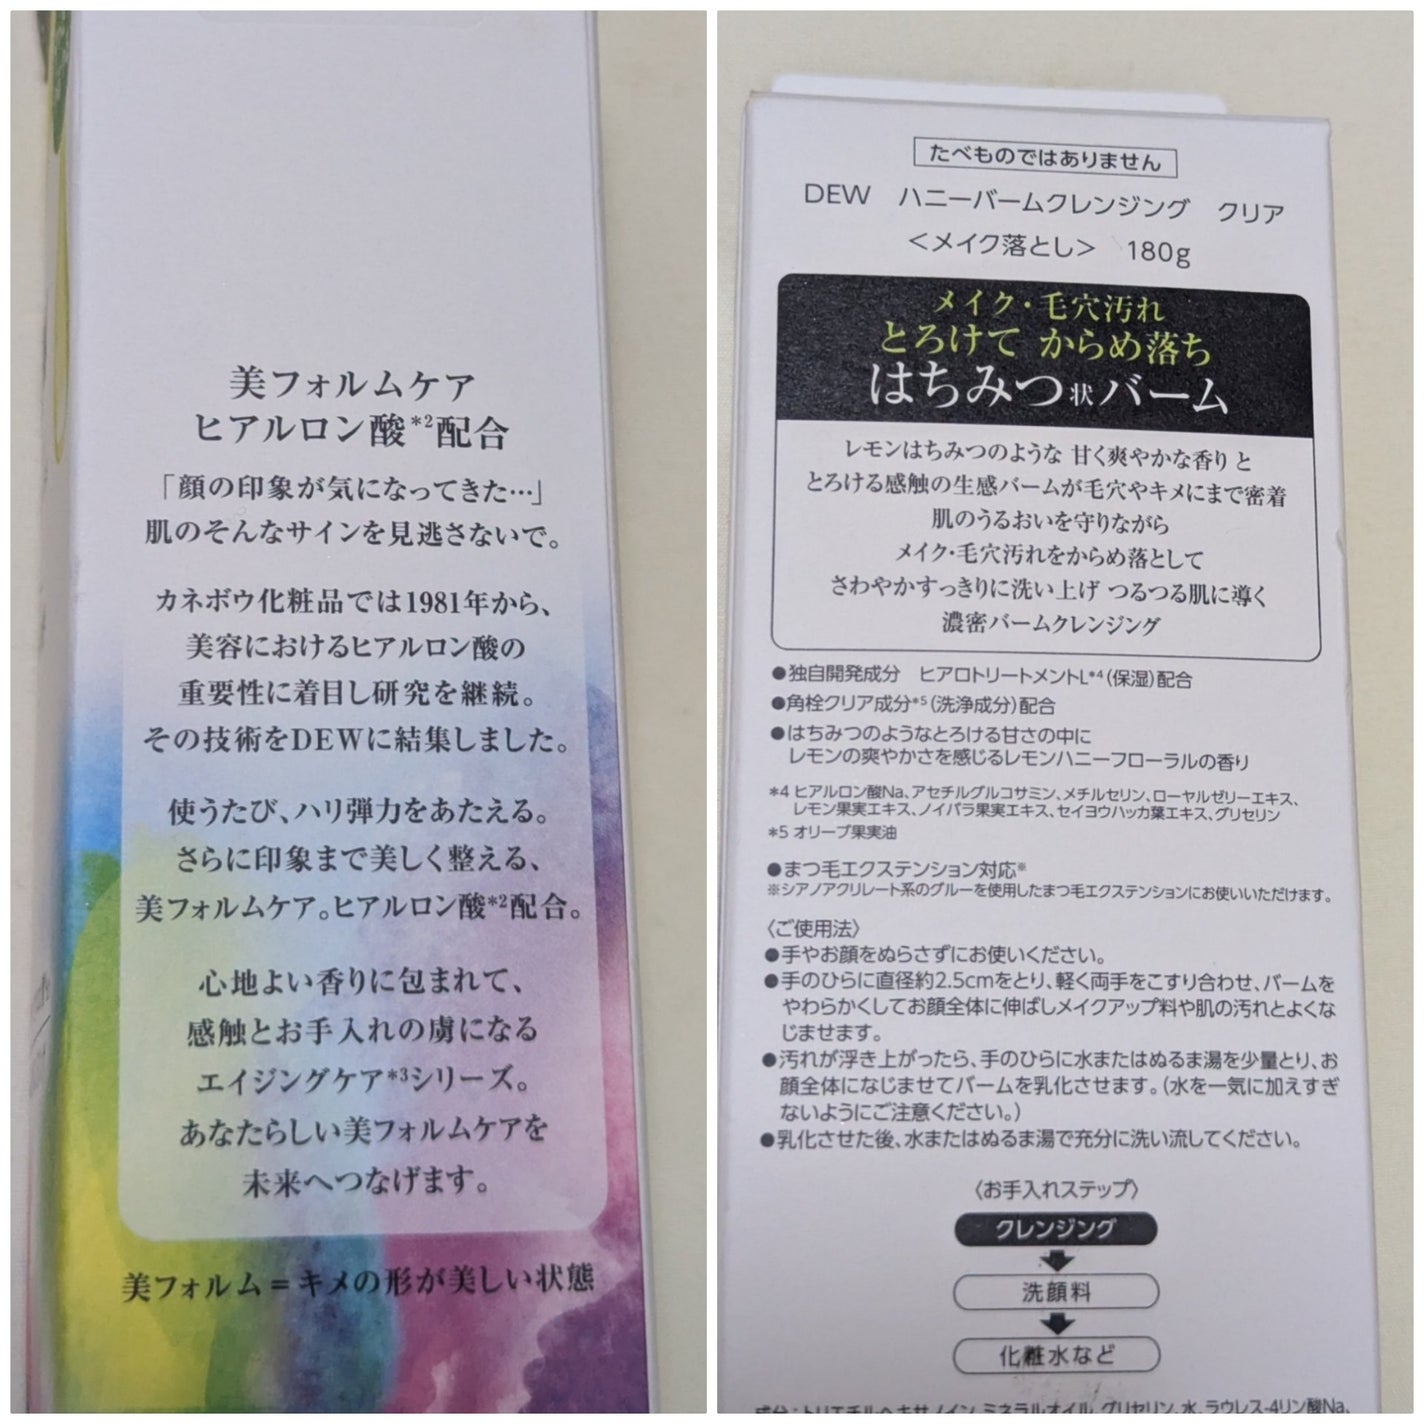 美フォルムケア
ヒアルロン酸*2配合
「顔の印象が気になってきた…」
肌のそんなサインを見逃さないで。
カネボウ化粧品では1981年から、
美容におけるヒアルロン酸の
重要性に着目し研究を継続。
その技術をDEWに結集しました。
使うたび、ハリ弾力をあたえる。
さらに印象まで美しく整える、
美フォルムケア。ヒアルロン酸*2配合。
心地よい香りに包まれて、
感触とお手入れの虜になる
エイジングケア*3シリーズ。
あなたらしい美フォルムケアを
未来へつなげます。
美フォルム=キメの形が美しい状態
たべものではありません
DEW ハニーバームクレンジング クリア
<メイク落とし> 180g
メイク・毛穴汚れ
とろけて からめ落ち
はちみつ状バーム
レモンはちみつのような 甘く爽やかな香り と
とろける感触の生感バームが毛穴やキメにまで密着
肌のうるおいを守りながら
メイク・毛穴汚れをからめ落として
さわやかすっきりに洗い上げ つるつる肌に導く
濃密バームクレンジング
●独自開発成分 ヒアロトリートメントL*4(保湿)配合
●角栓クリア成分*5(洗浄成分)配合
●はちみつのようなとろける甘さの中に
レモンの爽やかさを感じるレモンハニーフローラルの香り
*4 ヒアルロン酸Na、アセチルグルコサミン、メチルセリン、ローヤルゼリーエキス、
レモン果実エキス、ノイバラ果実エキス、セイヨウハッカ葉エキス、グリセリン
*5 オリーブ果実油
●まつ毛エクステンション対応※
※シアノアクリレート系のグルーを使用したまつ毛エクステンションにお使いいただけます。
〈ご使用法〉
●手やお顔をぬらさずにお使いください。
●手のひらに直径約2.5cmをとり、軽く両手をこすり合わせ、バームを
やわらかくしてお顔全体に伸ばしメイクアップ料や肌の汚れとよくな
じませます。
●汚れが浮き上がったら、手のひらに水またはぬるま湯を少量とり、お
顔全体になじませてバームを乳化させます。(水を一気に加えすぎ
ないようにご注意ください。)
●乳化させた後、水またはぬるま湯で充分に洗い流してください。
〈お手入れステップ〉
クレンジング
洗顔料
化粧水など
成分:トリエチルヘキサノイン、ミネラルオイル、グリセリン、水、ラウレス-4リン酸Na、